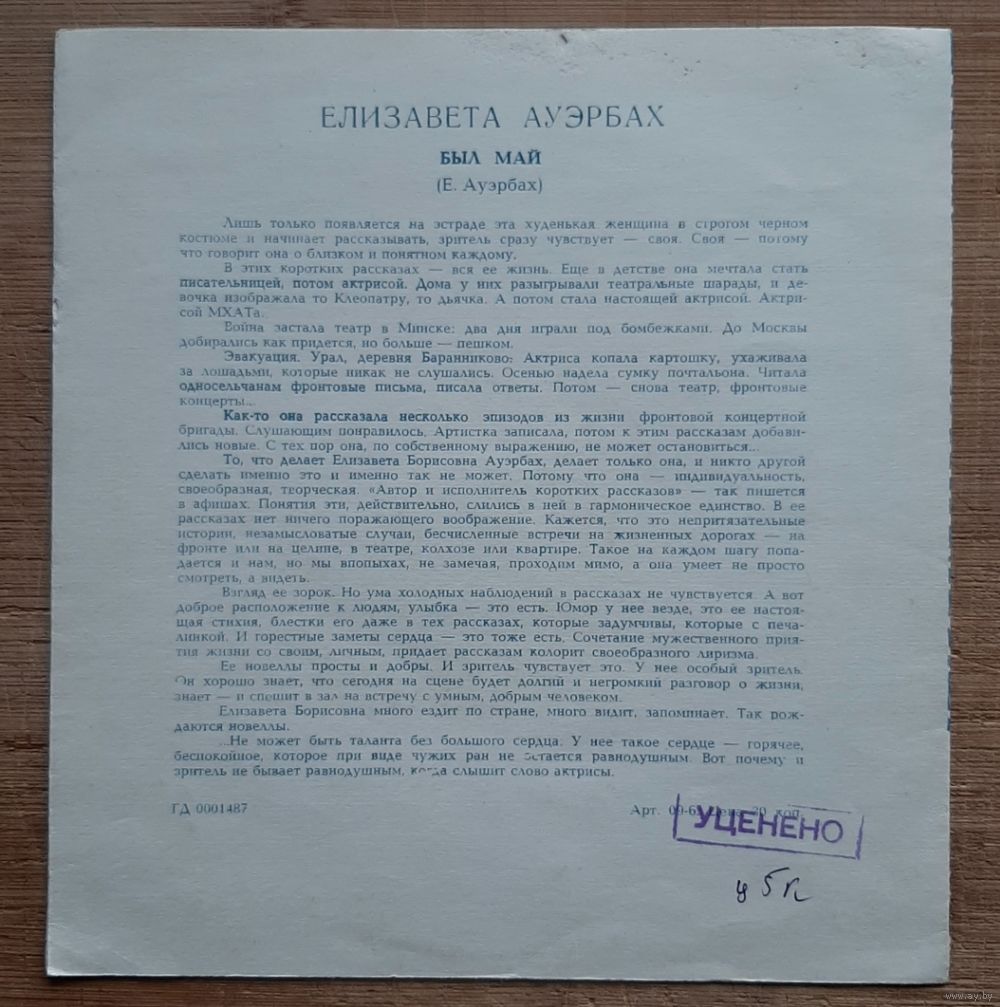 ЕЛИЗАВЕТА АУЭРБАХ
БЫЛ МАЙ
(Е. Ауэрбах)
Лишь только появляется на эстраде эта худенькая женщина в строгом черном
костюме и начинает рассказывать, зритель сразу чувствует — своя. Своя — потому
что говорит она о близком и понятном каждому.
В этих коротких рассказах — вся ее жизнь. Еще в детстве она мечтала стать
писательницей, потом актрисой. Дома у них разыгрывали театральные шарады, и де-
вочка изображала то Клеопатру, то дьячка. А потом стала настоящей актрисой. Актри-
сой МХАТа.
Война застала театр в Минске: два дня играли под бомбежками. До Москвы
добирались как придется, но больше — пешком.
Эвакуация. Урал, деревня Баранниково. Актриса копала картошку, ухаживала
за лошадьми, которые никак не слушались. Осенью надела сумку почтальона. Читала
односельчанам фронтовые письма, писала ответы. Потом — снова театр, фронтовые
концерты...
Как-то она рассказала несколько эпизодов из жизни фронтовой концертной
бригады. Слушающим понравилось. Артистка записала, потом к этим рассказам добави-
лись новые. С тех пор она, по собственному выражению, не может остановиться...
То, что делает Елизавета Борисовна Ауэрбах, делает только она, и никто другой
сделать именно это и именно так не может. Потому что она — индивидуальность,
своеобразная, творческая. «Автор и исполнитель коротких рассказов» — так пишется
в афишах. Понятия эти, действительно, слились в ней в гармоническое единство. В ее
рассказах нет ничего поражающего воображение. Кажется, что это непритязательные
истории, незамысловатые случаи, бесчисленные встречи на жизненных дорогах — на
фронте или на целине, в театре, колхозе или квартире. Такое на каждом шагу попа-
дается и нам, но мы впопыхах, не замечая, проходим мимо, а она умеет не просто
смотреть, а видеть.
Взгляд ее зорок. Но ума холодных наблюдений в рассказах не чувствуется. А вот
доброе расположение к людям, улыбка — это есть. Юмор у нее везде, это ее настоя-
щая стихия, блестки его даже в тех рассказах, которые задумчивы, которые с печа-
линкой. И горестные заметы сердца — это тоже есть. Сочетание мужественного прия-
тия жизни со своим, личным, придает рассказам колорит своеобразного лиризма.
Ее новеллы просты и добры. И зритель чувствует это. У нее особый зритель.
Он хорошо знает, что сегодня на сцене будет долгий и негромкий разговор о жизни,
знает — и спешит в зал на встречу с умным, добрым человеком.
Елизавета Борисовна много ездит по стране, много видит, запоминает. Так рож-
даются новеллы.
...Не может быть таланта без большого сердца. У нее такое сердце — горячее,
беспокойное, которое при виде чужих ран не остается равнодушным. Вот почему и
зритель не бывает равнодушным, когда слышит слово актрисы.
ГД 0001487
Арт. Цена 20 коп.
УЦЕНЕНО
ц 5к
www.ay.by